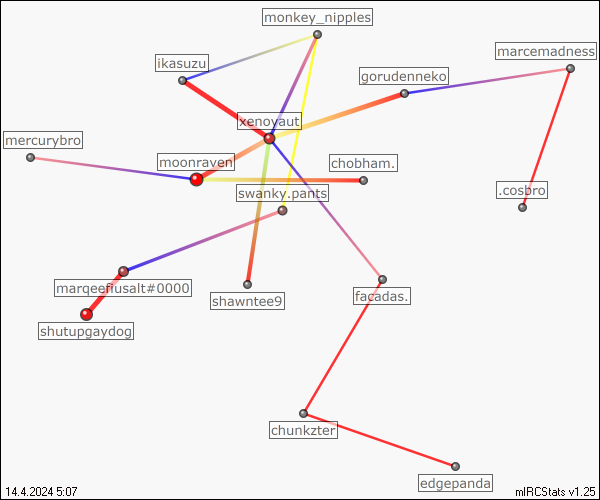 monkey_nipples
marcemadness
ikasuzu
gorudenneko
xenoyaut
mercurybro
moonraven
chobham.
swanky.pants
.cosbro
marqeeflusalt#0000
shawntee9
facadas.
shutupgaydog
chunkzter
edgepanda
14.4.2024 5:07
mIRCStats v1.25